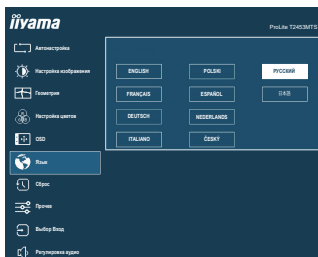 iiyama
ProLite T2453MTS
Автонастройка
Настройка изображения
ENGLISH
POLSKI
РУССКИЙ
Геометрия
FRANÇAIS
ESPAÑOL
日本語
Настройка цветов
DEUTSCH
NEDERLANDS
OSD
ITALIANO
ČESKÝ
Язык
Сброс
Прочее
Выбор Вход
Регулировка аудио